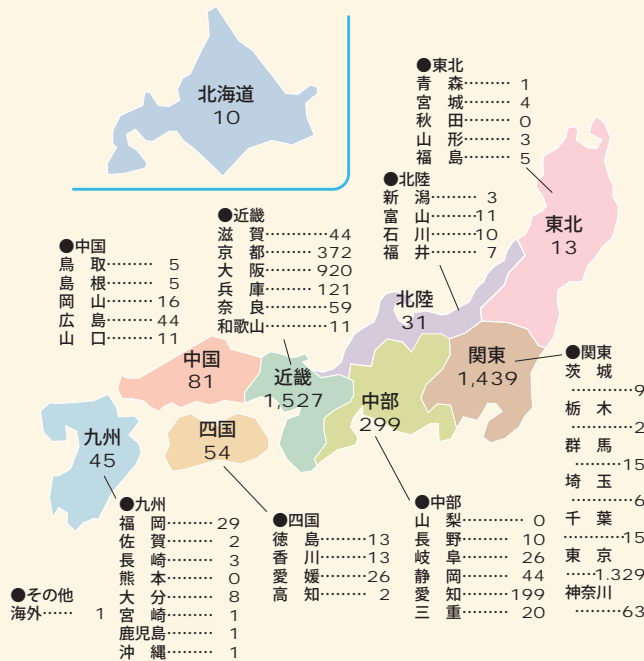 北海道
10
●東北
青　森……… 1
宮　城……… 4
秋　田……… 0
山　形……… 3
福　島……… 5
●北陸
新　潟……… 3
富　山………11
石　川………10
福　井……… 7
東北
13
●近畿
滋　賀…………44
京　都……… 372
大　阪……… 920
兵　庫……… 121
奈　良…………59
和歌山…………11
●中国
鳥　取……… 5
島　根……… 5
岡　山………16
広　島………44
山　口………11
北陸
31
中国
81
近畿
1,527
関東
1,439
中部
299
四国
54
九州
45
●関東
茨　城
………… 9
栃　木
………… 2
群　馬
…………15
埼　玉
………… 6
千　葉
…………15
東　京
……1.329
神奈川
…………63
●九州
福　岡………29
佐　賀……… 2
長　崎……… 3
熊　本……… 0
大　分……… 8
宮　崎……… 1
鹿児島……… 1
沖　縄……… 1
●四国
徳　島………13
香　川………13
愛　媛………26
高　知……… 2
●中部
山　梨………… 0
長　野……… 10
岐　阜……… 26
静　岡……… 44
愛　知………199
三　重……… 20
●その他
海外…… 1